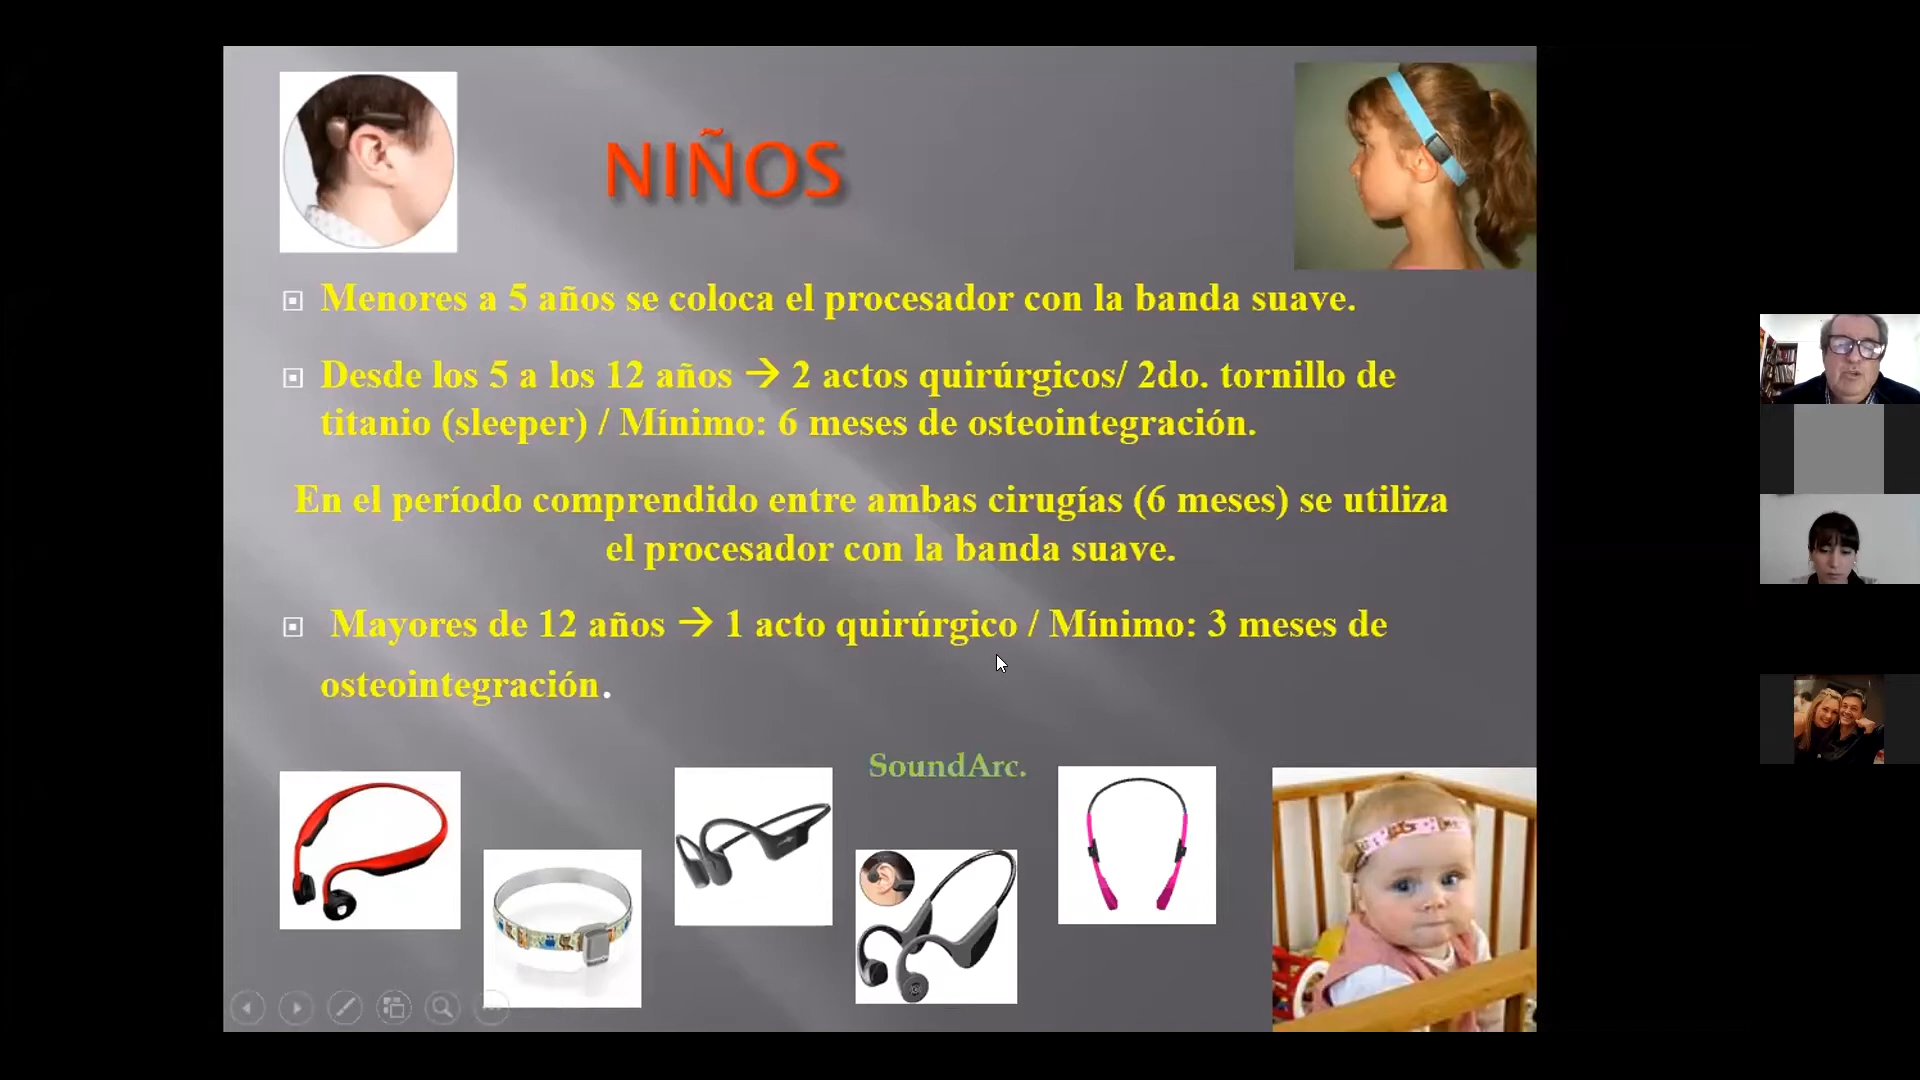 NIÑOS
Menores a 5 años se coloca el procesador con la banda suave.
Desde los 5 a los 12 años → 2 actos quirúrgicos/ 2do. tornillo de
titanio (sleeper) / Mínimo: 6 meses de osteointegración.
En el período comprendido entre ambas cirugías (6 meses) se utiliza
el procesador con la banda suave.
Mayores de 12 años → 1 acto quirúrgico / Mínimo: 3 meses de
osteointegración.
SoundArc.